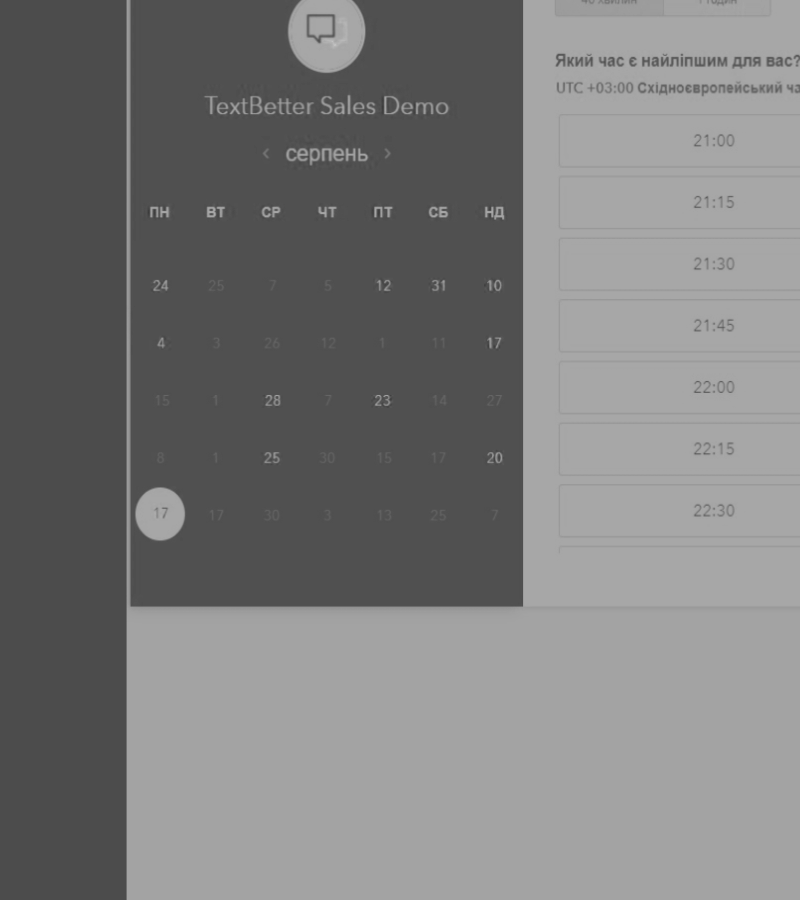 40 хвилин 1 годин
TextBetter Sales Demo
‹ серпень ›
ПН ВТ СР ЧТ ПТ СБ НД
24 25 7 5 12 31 10
4 3 26 12 1 11 17
15 1 28 7 23 14 27
8 1 25 30 15 17 20
17 17 30 3 13 25 7
Який час є найліпшим для вас?
UTC +03:00 Східноєвропейський ча
21:00
21:15
21:30
21:45
22:00
22:15
22:30